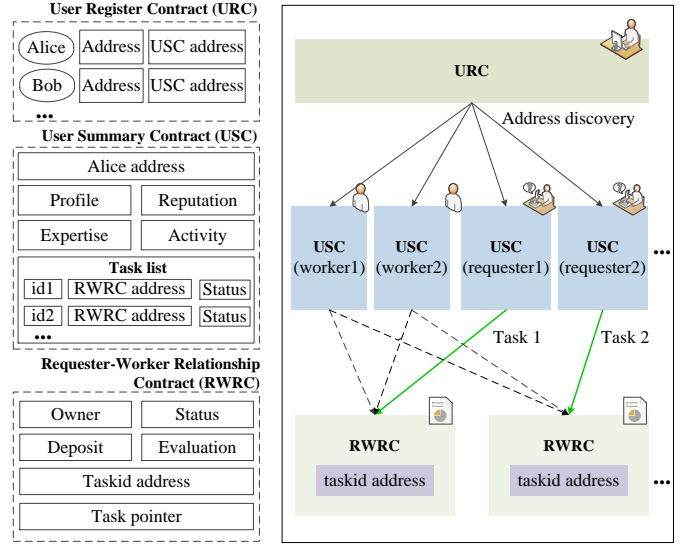 User Register Contract (URC)
Alice Address USC address
Bob Address USC address
...
User Summary Contract (USC)
Alice address
Profile Reputation
Expertise Activity
Task list
id1 RWRC address Status
id2 RWRC address Status
...
Requester-Worker Relationship
Contract (RWRC)
Owner Status
Deposit Evaluation
Taskid address
Task pointer
URC
Address discovery
USC USC USC USC
(worker1) (worker2) (requester1) (requester2) ...
Task 1 Task 2
RWRC RWRC
taskid address taskid address ...